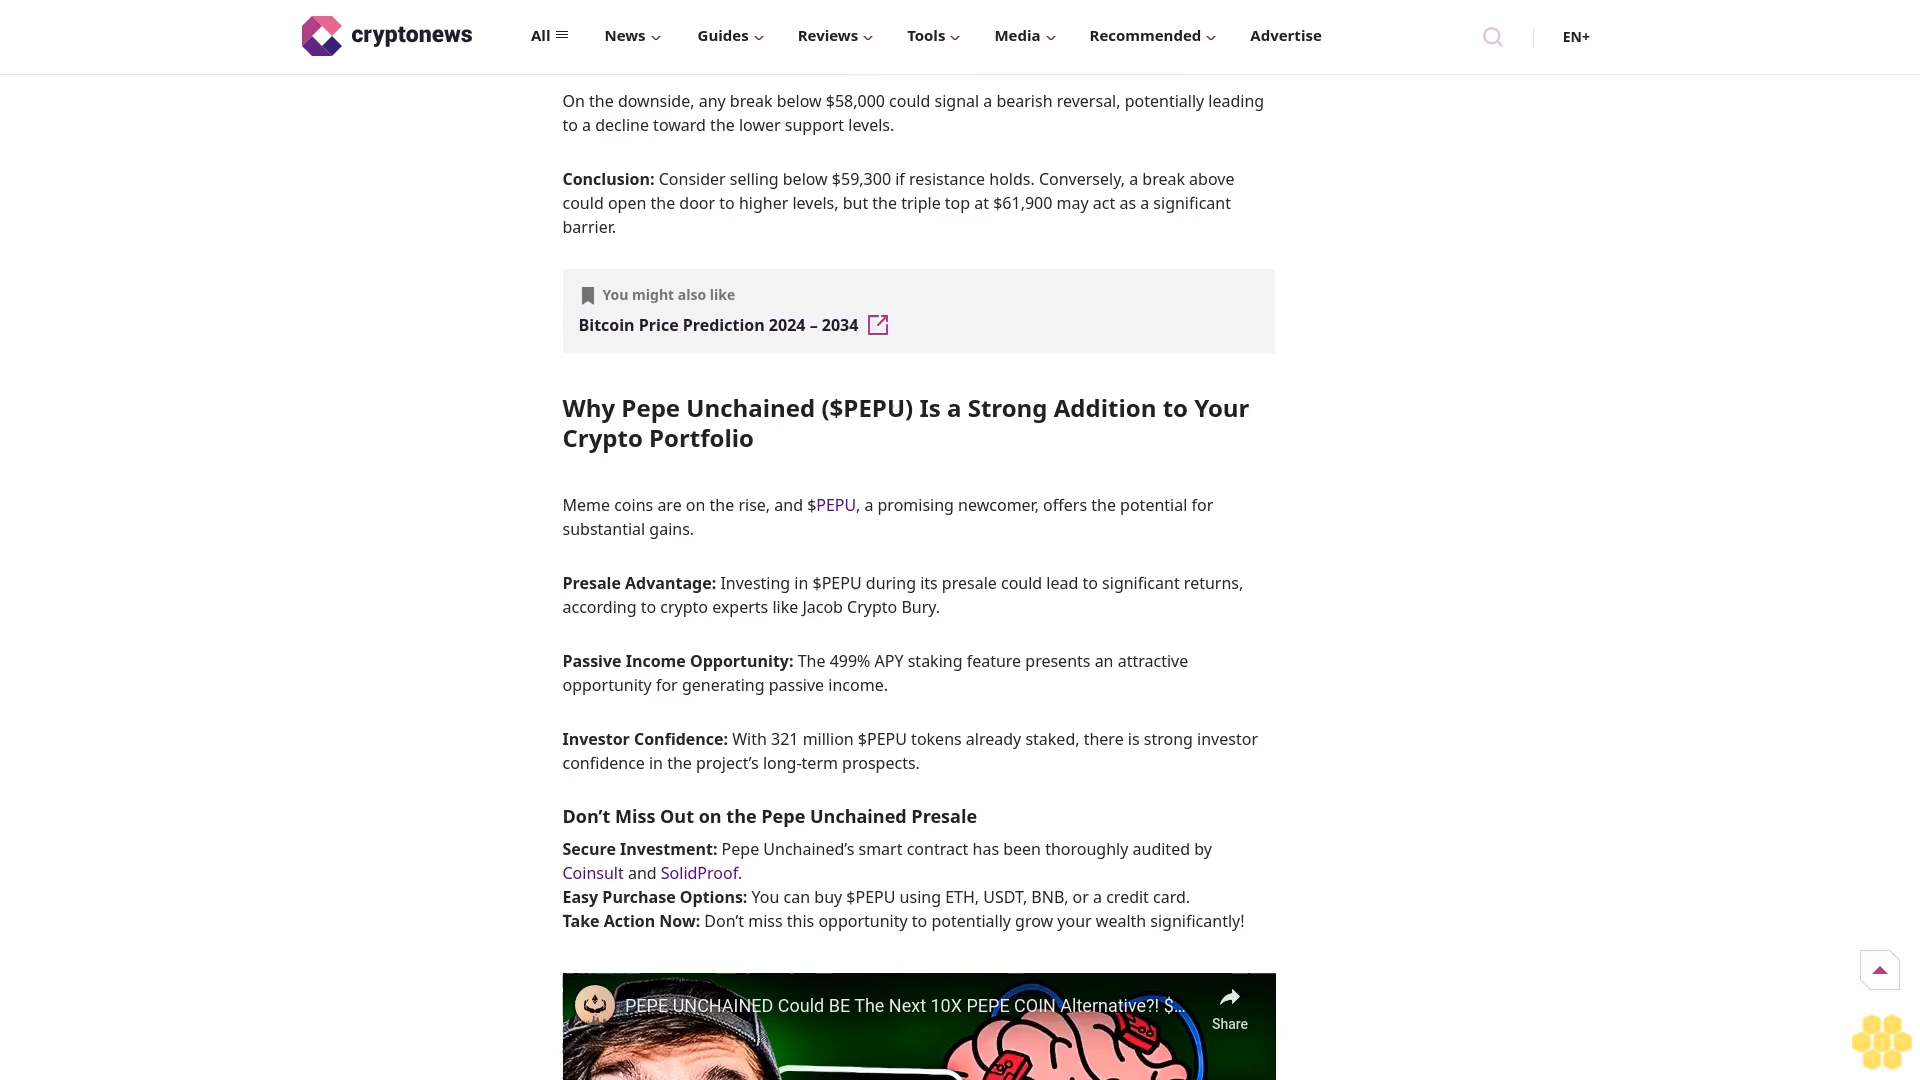 cryptonews
All
News
Guides
Reviews
Tools
Media
Recommended
Advertise
EN+
On the downside, any break below $58,000 could signal a bearish reversal, potentially leading
to a decline toward the lower support levels.
Conclusion: Consider selling below $59,300 if resistance holds. Conversely, a break above
could open the door to higher levels, but the triple top at $61,900 may act as a significant
barrier.
You might also like
Bitcoin Price Prediction 2024 – 2034
Why Pepe Unchained ($PEPU) Is a Strong Addition to Your
Crypto Portfolio
Meme coins are on the rise, and $PEPU, a promising newcomer, offers the potential for
substantial gains.
Presale Advantage: Investing in $PEPU during its presale could lead to significant returns,
according to crypto experts like Jacob Crypto Bury.
Passive Income Opportunity: The 499% APY staking feature presents an attractive
opportunity for generating passive income.
Investor Confidence: With 321 million $PEPU tokens already staked, there is strong investor
confidence in the project’s long-term prospects.
Don’t Miss Out on the Pepe Unchained Presale
Secure Investment: Pepe Unchained’s smart contract has been thoroughly audited by
Coinsult and SolidProof.
Easy Purchase Options: You can buy $PEPU using ETH, USDT, BNB, or a credit card.
Take Action Now: Don’t miss this opportunity to potentially grow your wealth significantly!
PEPE UNCHAINED Could BE The Next 10X PEPE COIN Alternative?! $...
Share